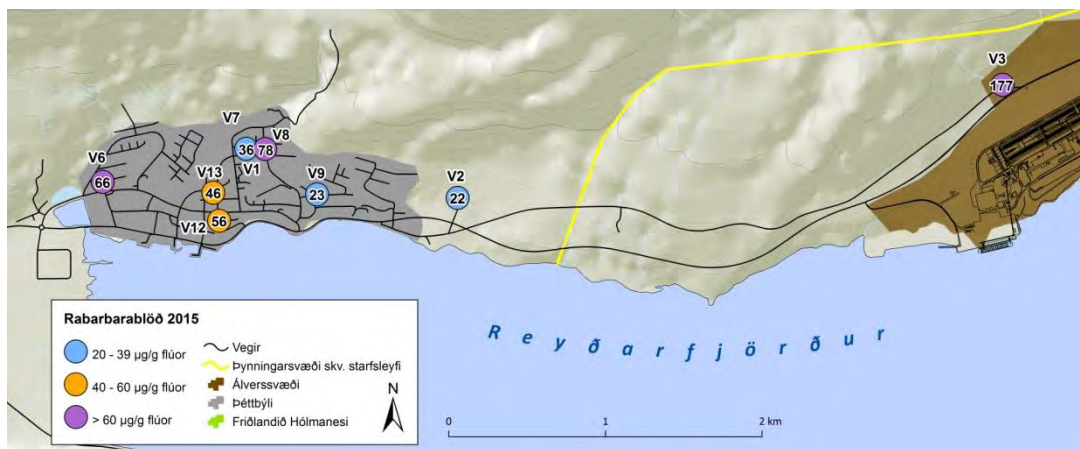 V3
177
V7
V8
36
78
V6
V1
V13
66
46
V9
23
V2
22
V12
56
Reyðarfjörður
Rabarbarablöð 2015
20 - 39 µg/g flúor
40 - 60 µg/g flúor
> 60 µg/g flúor
Vegir
Þynningarsvæði skv. starfsleyfi
Álverssvæði
Þéttbýli
Friðlandið Hólmanesi
N
0 1 2 km